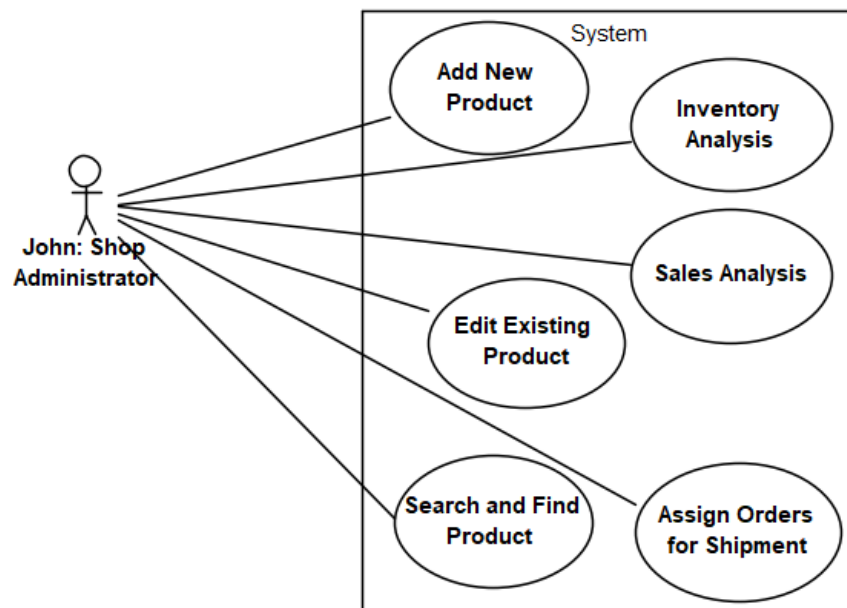 System
Add New
Product
Inventory
Analysis
John: Shop
Administrator
Sales Analysis
Edit Existing
Product
Search and Find
Product
Assign Orders
for Shipment